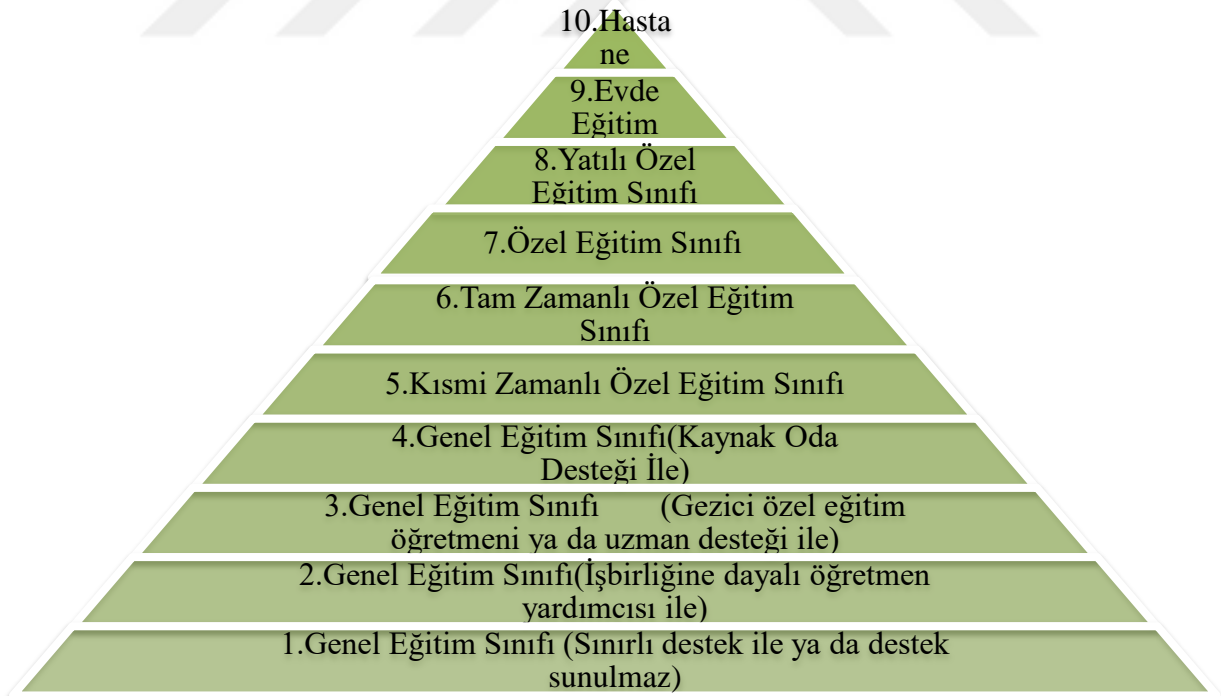 10.Hasta
ne
9.Evde
Eğitim
8.Yatılı Özel
Eğitim Sınıfı
7.Özel Eğitim Sınıfı
6.Tam Zamanlı Özel Eğitim
Sınıfı
5.Kısmi Zamanlı Özel Eğitim Sınıfı
4.Genel Eğitim Sınıfı(Kaynak Oda
Desteği İle)
3.Genel Eğitim Sınıfı (Gezici özel eğitim
öğretmeni ya da uzman desteği ile)
2.Genel Eğitim Sınıfı(İşbirliğine dayalı öğretmen
yardımcısı ile)
1.Genel Eğitim Sınıfı (Sınırlı destek ile ya da destek
sunulmaz)